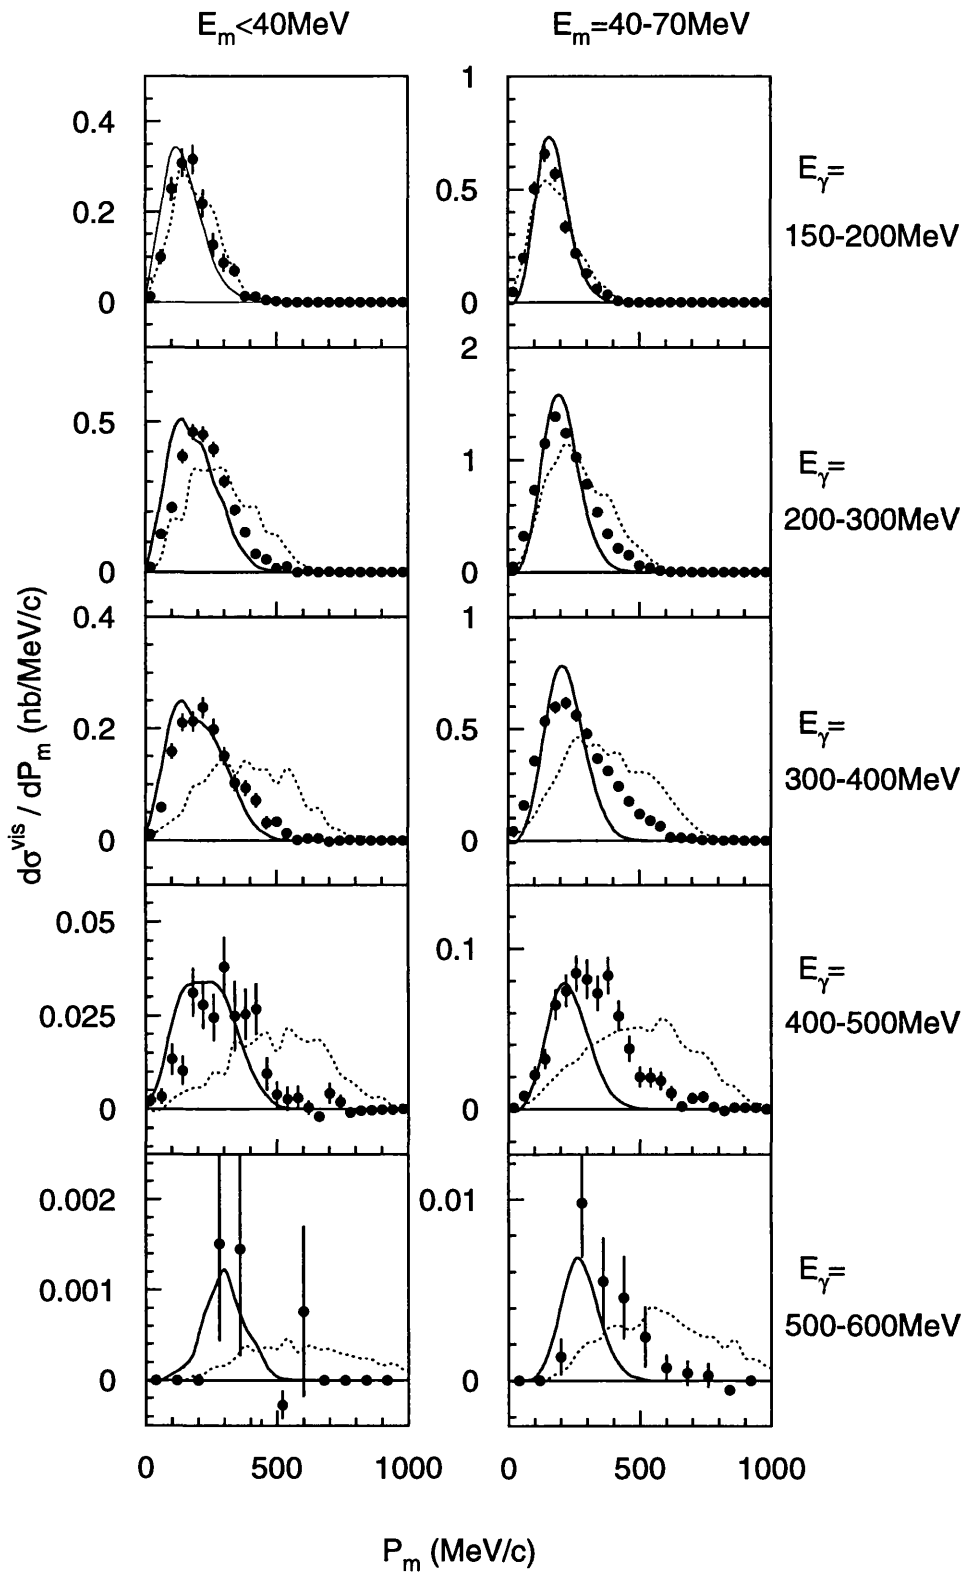 E_m<40MeV E_m=40-70MeV
0.4
0.2
0
1
0.5
0
E_γ=
150-200MeV
0.5
0
2
1
0
E_γ=
200-300MeV
0.4
0.2
0
1
0.5
0
E_γ=
300-400MeV
0.05
0.025
0
0.1
0
E_γ=
400-500MeV
0.002
0.001
0
0.01
0
E_γ=
500-600MeV
dσ^vis / dP_m (nb/MeV/c)
0 500 1000 0 500 1000
P_m (MeV/c)